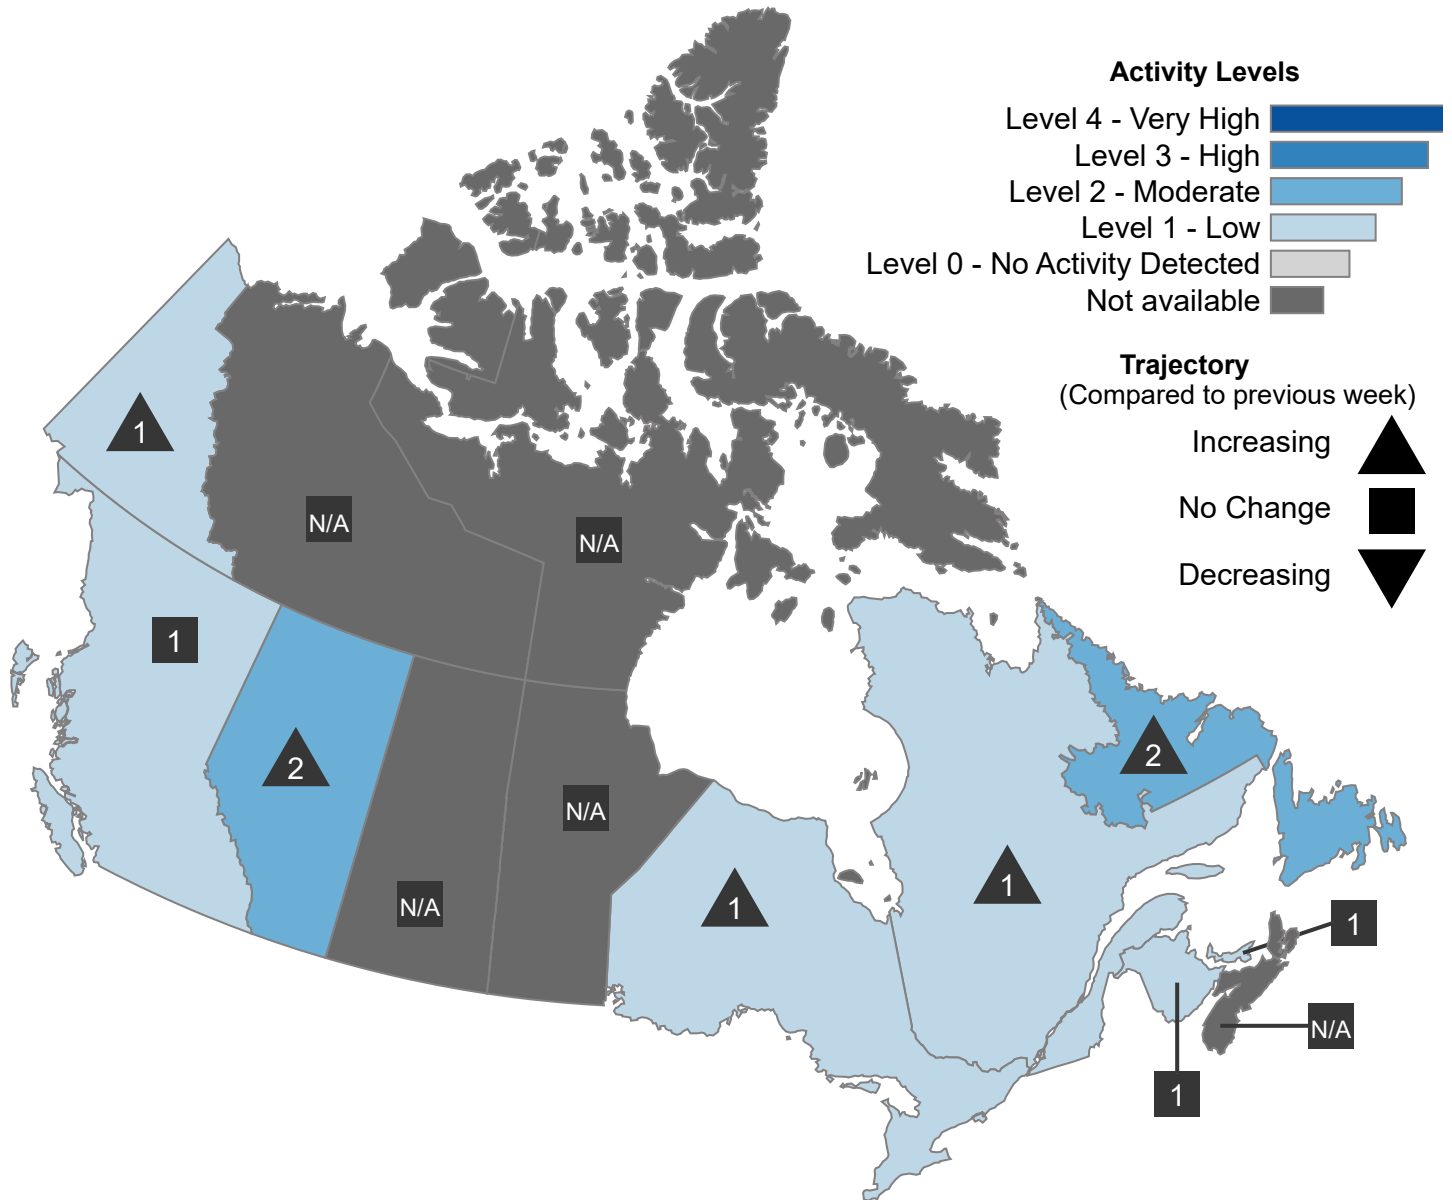 Activity Levels
Level 4 - Very High
Level 3 - High
Level 2 - Moderate
Level 1 - Low
Level 0 - No Activity Detected
Not available
Trajectory
(Compared to previous week)
Increasing
No Change
Decreasing
1
N/A
N/A
1
2
2
N/A
N/A
1
1
1
N/A
1